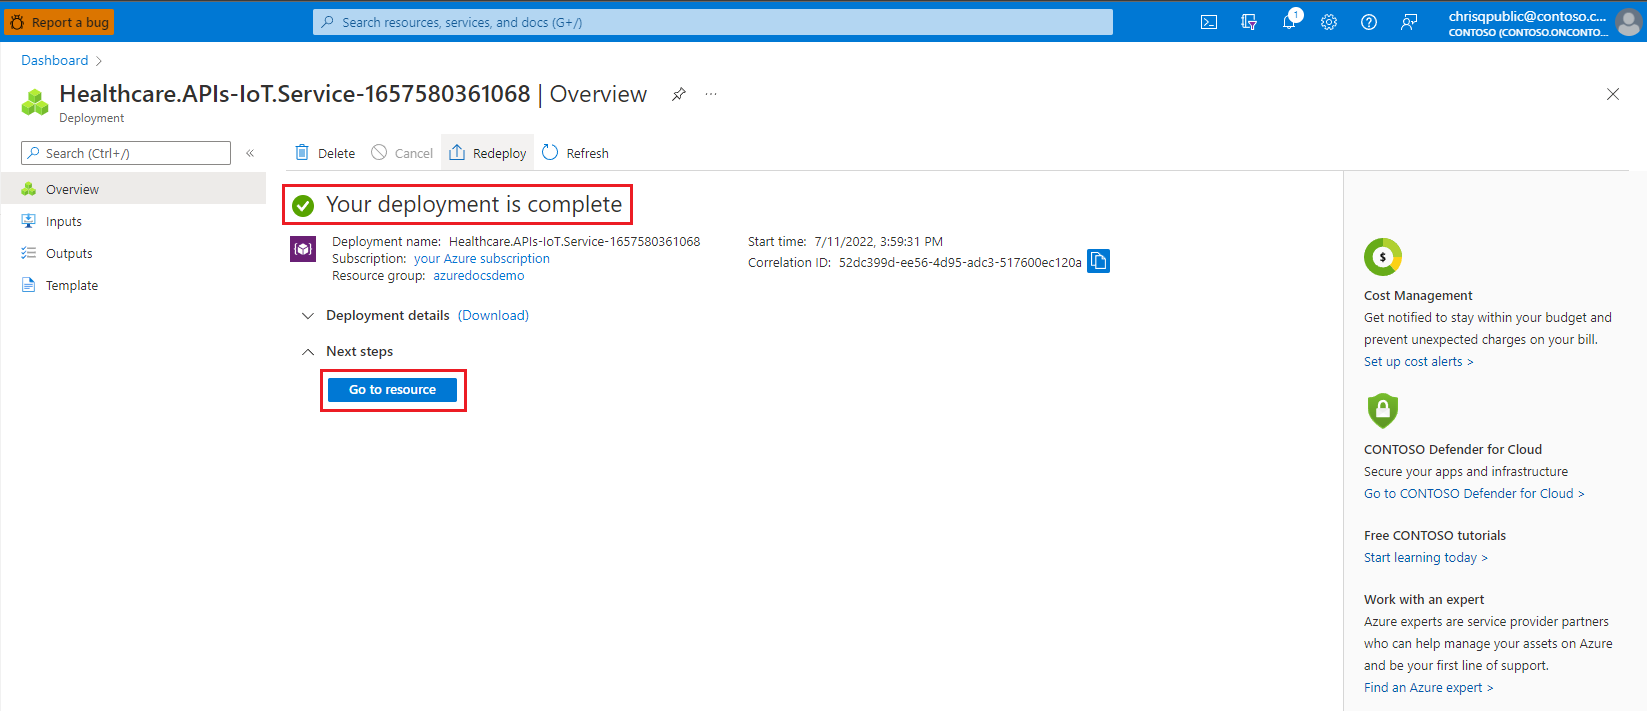 Report a bug
Search resources, services, and docs (G+/)
1
chrisqpublic@contoso.c...
CONTOSO (CONTOSO.ONCONTO...
Dashboard
Healthcare.APIs-IoT.Service-1657580361068 | Overview
...
Deployment
Search (Ctrl+/)
«
Delete
Cancel
Redeploy
Refresh
Overview
Inputs
Outputs
Template
Your deployment is complete
Deployment name: Healthcare.APIs-IoT.Service-1657580361068
Subscription: your Azure subscription
Resource group: azuredocsdemo
Start time: 7/11/2022, 3:59:31 PM
Correlation ID: 52dc399d-ee56-4d95-adc3-517600ec120a
Deployment details (Download)
Next steps
Go to resource
$
Cost Management
Get notified to stay within your budget and
prevent unexpected charges on your bill.
Set up cost alerts >
CONTOSO Defender for Cloud
Secure your apps and infrastructure
Go to CONTOSO Defender for Cloud >
Free CONTOSO tutorials
Start learning today >
Work with an expert
Azure experts are service provider partners
who can help manage your assets on Azure
and be your first line of support.
Find an Azure expert >